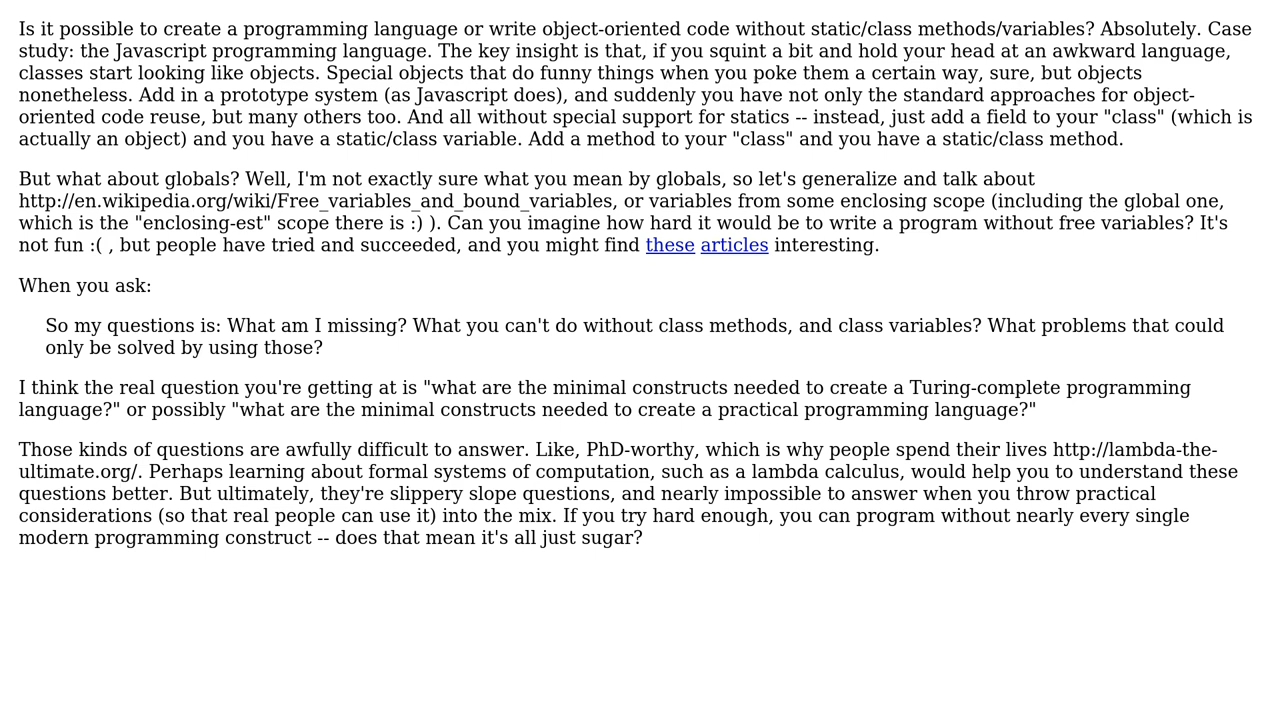 Is it possible to create a programming language or write object-oriented code without static/class methods/variables? Absolutely. Case
study: the Javascript programming language. The key insight is that, if you squint a bit and hold your head at an awkward language,
classes start looking like objects. Special objects that do funny things when you poke them a certain way, sure, but objects
nonetheless. Add in a prototype system (as Javascript does), and suddenly you have not only the standard approaches for object-
oriented code reuse, but many others too. And all without special support for statics -- instead, just add a field to your "class" (which is
actually an object) and you have a static/class variable. Add a method to your "class" and you have a static/class method.
But what about globals? Well, I'm not exactly sure what you mean by globals, so let's generalize and talk about
http://en.wikipedia.org/wiki/Free_variables_and_bound_variables, or variables from some enclosing scope (including the global one,
which is the "enclosing-est" scope there is :) ). Can you imagine how hard it would be to write a program without free variables? It's
not fun :( , but people have tried and succeeded, and you might find these articles interesting.
When you ask:
So my questions is: What am I missing? What you can't do without class methods, and class variables? What problems that could
only be solved by using those?
I think the real question you're getting at is "what are the minimal constructs needed to create a Turing-complete programming
language?" or possibly "what are the minimal constructs needed to create a practical programming language?"
Those kinds of questions are awfully difficult to answer. Like, PhD-worthy, which is why people spend their lives http://lambda-the-
ultimate.org/. Perhaps learning about formal systems of computation, such as a lambda calculus, would help you to understand these
questions better. But ultimately, they're slippery slope questions, and nearly impossible to answer when you throw practical
considerations (so that real people can use it) into the mix. If you try hard enough, you can program without nearly every single
modern programming construct -- does that mean it's all just sugar?